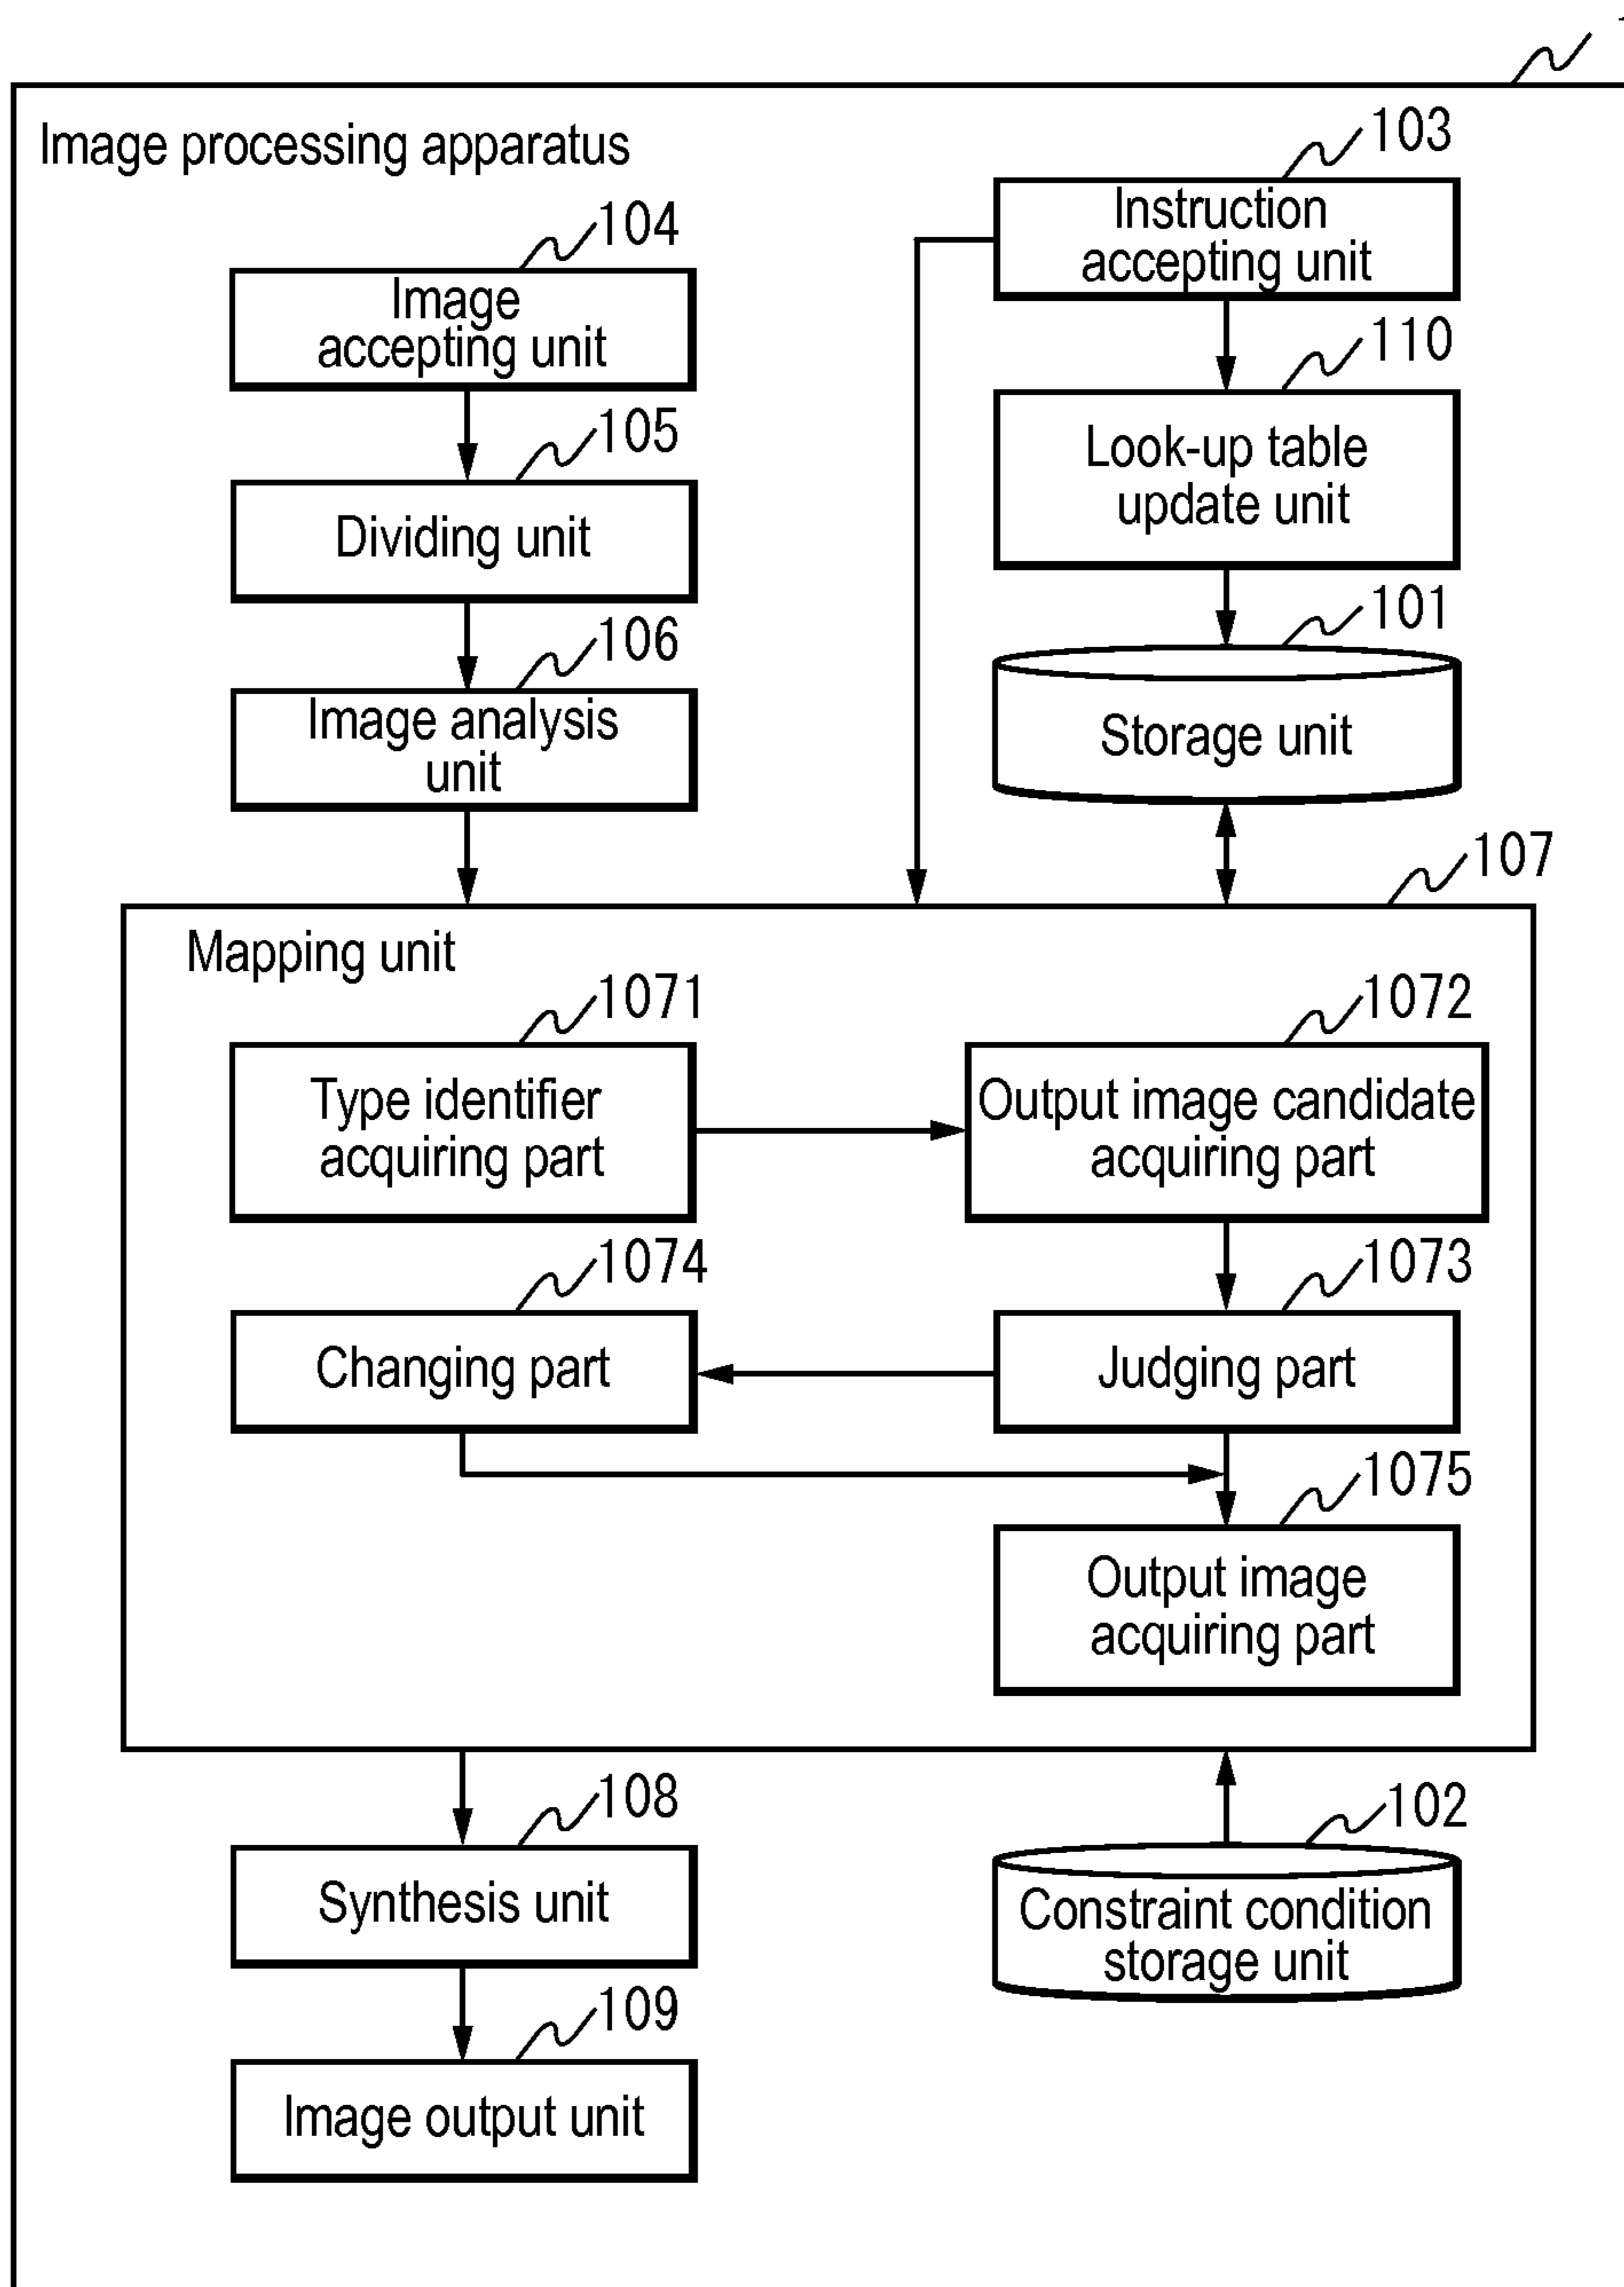 Image processing apparatus
103
Instruction
accepting unit
104
Image
accepting unit
110
Look-up table
update unit
105
Dividing unit
101
Storage unit
106
Image analysis
unit
107
Mapping unit
1071
Type identifier
acquiring part
1072
Output image candidate
acquiring part
1074
Changing part
1073
Judging part
1075
Output image
acquiring part
108
Synthesis unit
102
Constraint condition
storage unit
109
Image output unit